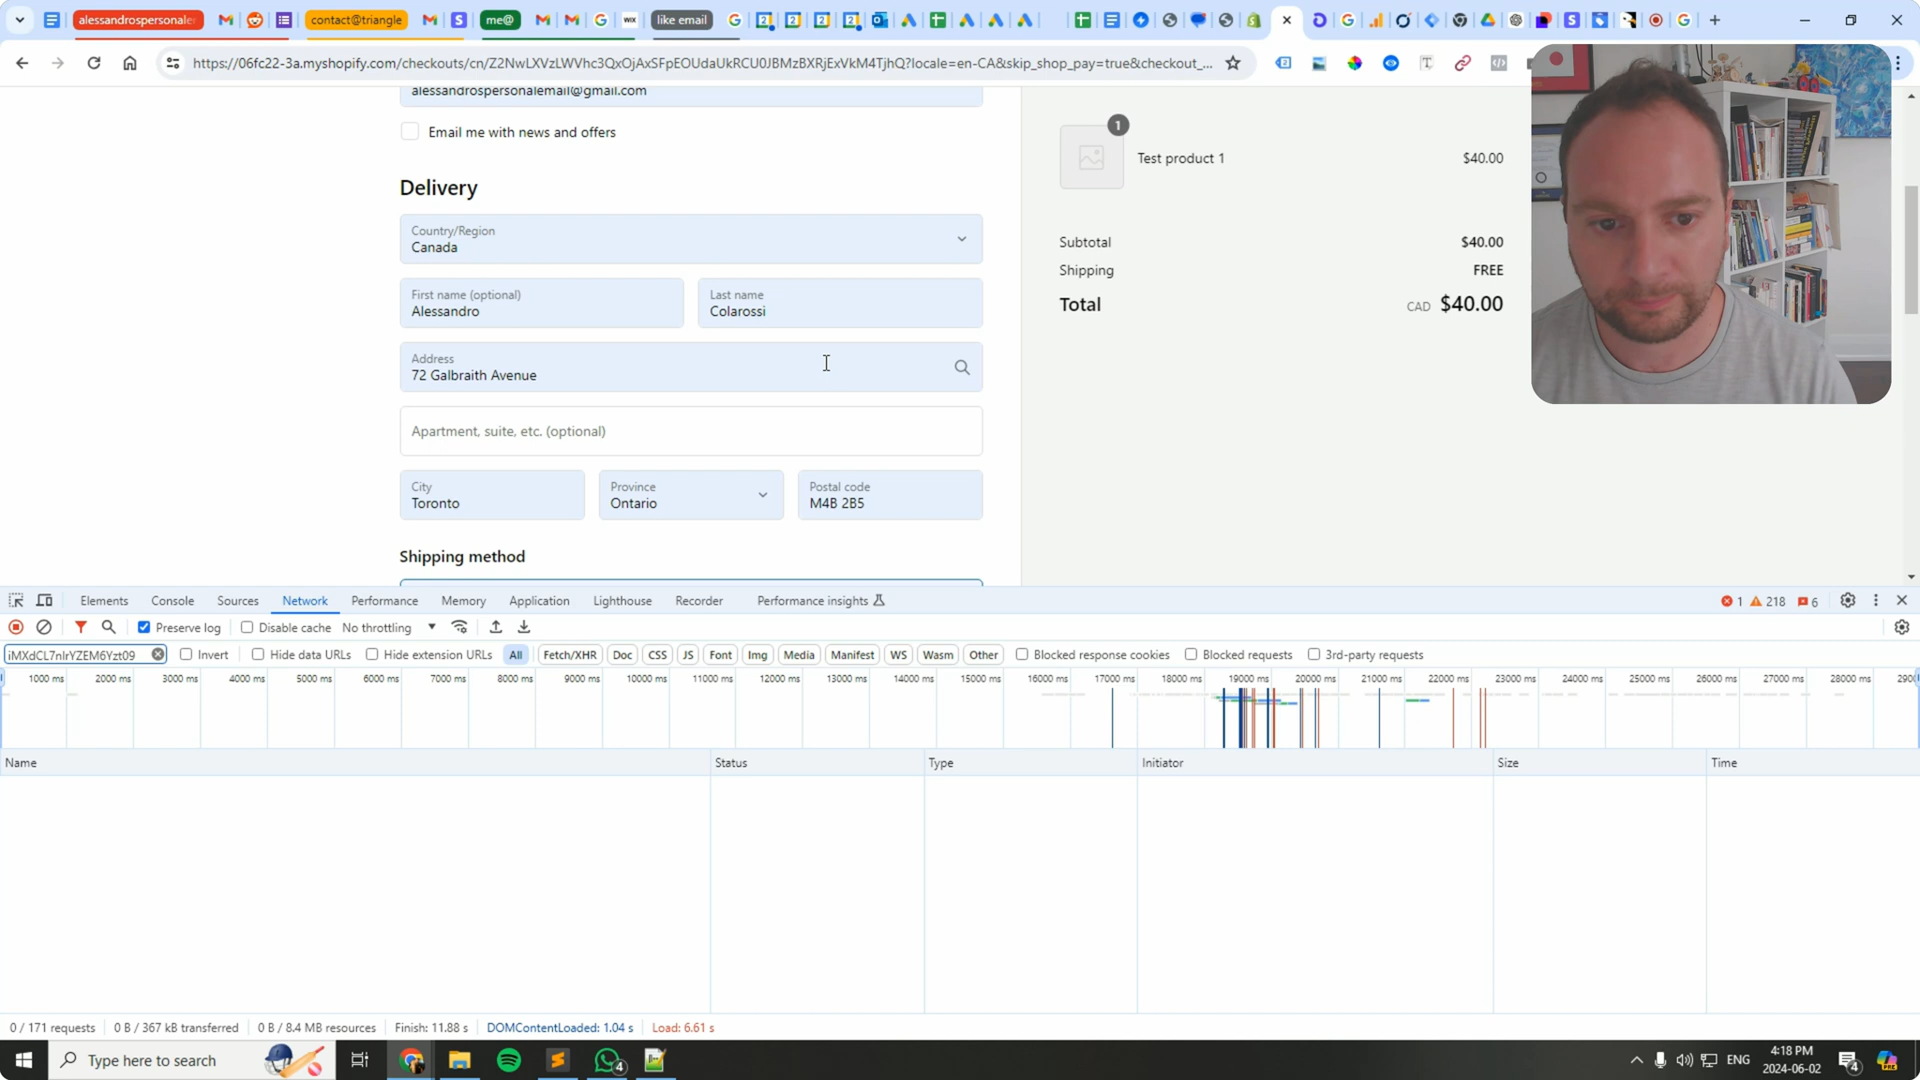 alessandrospersonale
contact@triangle
me@
like email
https://06fc22-3a.myshopify.com/checkouts/cn/Z2NwLXVzLWVhc3QxOjAxSFpEOUdaUkRCU0JBMzBXRjExVkM4TjhQ?locale=en-CA&skip_shop_pay=true&checkout_...
alessandrospersonalemail@gmail.com
Email me with news and offers
Delivery
Country/Region
Canada
First name (optional)
Alessandro
Last name
Colarossi
Address
72 Galbraith Avenue
Apartment, suite, etc. (optional)
City
Toronto
Province
Ontario
Postal code
M4B 2B5
Shipping method
1
Test product 1
$40.00
Subtotal
$40.00
Shipping
FREE
Total
CAD $40.00
Elements
Console
Sources
Network
Performance
Memory
Application
Lighthouse
Recorder
Performance insights
1
218
6
Preserve log
Disable cache
No throttling
iMXdCL7nIrYZEM6Yzt09
Invert
Hide data URLs
Hide extension URLs
All
Fetch/XHR
Doc
CSS
JS
Font
Img
Media
Manifest
WS
Wasm
Other
Blocked response cookies
Blocked requests
3rd-party requests
1000 ms
2000 ms
3000 ms
4000 ms
5000 ms
6000 ms
7000 ms
8000 ms
9000 ms
10000 ms
11000 ms
12000 ms
13000 ms
14000 ms
15000 ms
16000 ms
17000 ms
18000 ms
19000 ms
20000 ms
21000 ms
22000 ms
23000 ms
24000 ms
25000 ms
26000 ms
27000 ms
28000 ms
2900
Name
Status
Type
Initiator
Size
Time
0 / 171 requests
0 B / 367 kB transferred
0 B / 8.4 MB resources
Finish: 11.88 s
DOMContentLoaded: 1.04 s
Load: 6.61 s
Type here to search
4
ENG
4:18 PM
2024-06-02
4